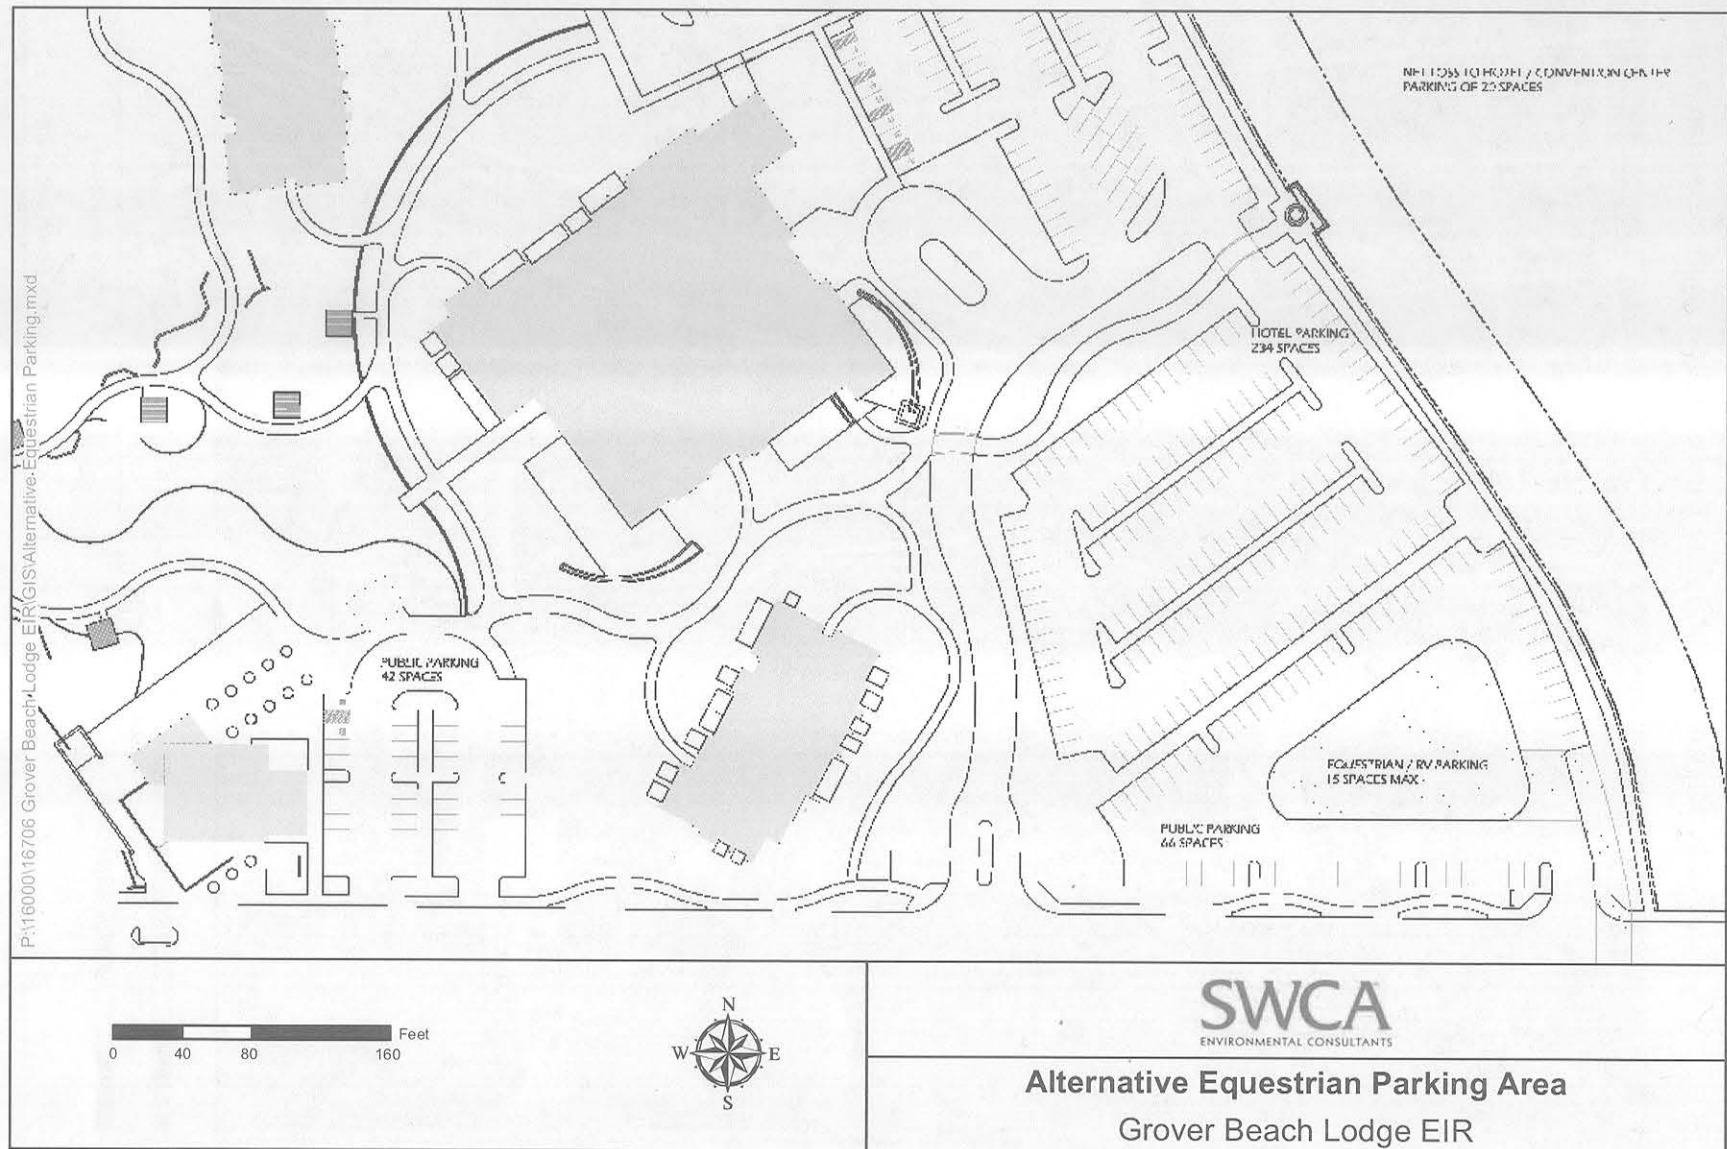 NET LOSS TO HOTEL / CONVENTION CENTER
PARKING OF 20 SPACES
HOTEL PARKING
234 SPACES
PUBLIC PARKING
42 SPACES
EQUESTRIAN / RV PARKING
15 SPACES MAX
PUBLIC PARKING
66 SPACES
P:\16000\16706 Grover Beach Lodge EIR\GIS\Alternative Equestrian Parking.mxd
0 40 80 160 Feet
N
W E
S
SWCA
ENVIRONMENTAL CONSULTANTS
Alternative Equestrian Parking Area
Grover Beach Lodge EIR